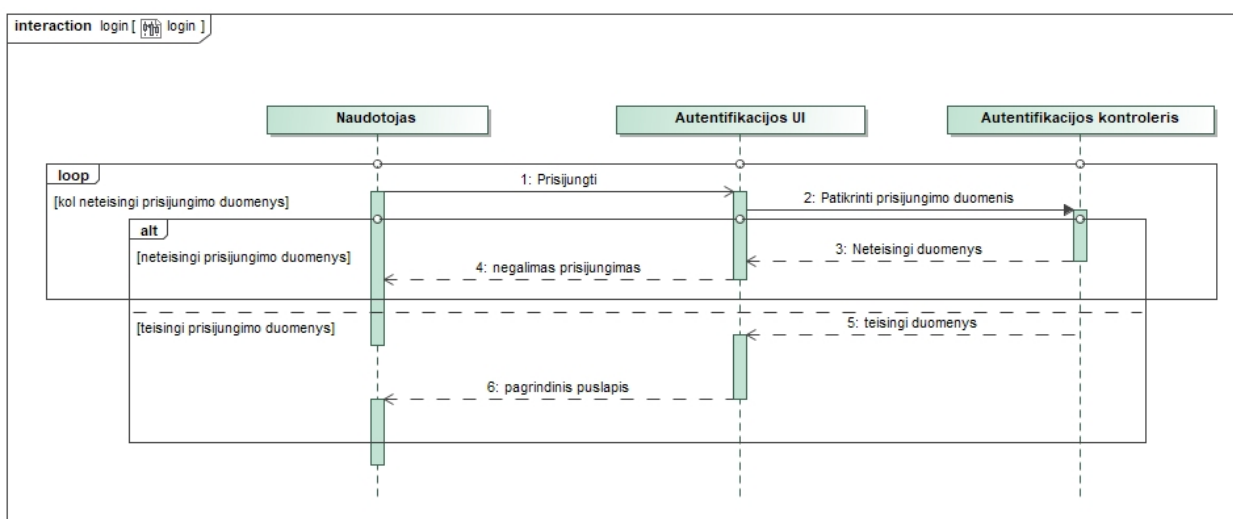 interaction login [ login ]
Naudotojas
Autentifikacijos UI
Autentifikacijos kontroleris
loop
1: Prisijungti
[kol neteisingi prisijungimo duomenys]
2: Patikrinti prisijungimo duomenis
alt
[neteisingi prisijungimo duomenys]
3: Neteisingi duomenys
4: negalimas prisijungimas
[teisingi prisijungimo duomenys]
5: teisingi duomenys
6: pagrindinis puslapis